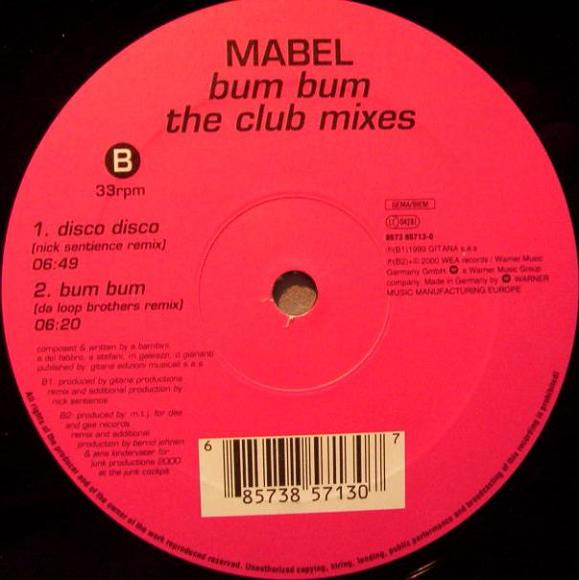 MABEL
bum bum
the club mixes
B
33rpm
1. disco disco
(nick sentience remix)
06:49
2. bum bum
(da loop brothers remix)
06:20
GEMA/BIEM
8573 85713-0
℗(B1)1999 GITANA s.a.s
℗(B2)+© 2000 WEA records / Warner Music
Germany GmbH. a Warner Music Group
company. Made in Germany by WARNER
MUSIC MANUFACTURING EUROPE
composed & written by a bambini,
a del fabbro, a stefani, m galeazzi, d giananti
published by: gitana edizioni musicali s.a.s
B1: produced by gitana productions
remix and additional production by
nick sentience
B2: produced by: m.t.j. for dee
and gee records
remix and additional
production by bernd johnen
& jens kindervater for
junk productions 2000
at the junk cockpit
6 85738 57130 7
All rights of the producer and of the owner of the work reproduced reserved. Unauthorized copying, hiring, lending, public performance and broadcasting of this recording is prohibited!